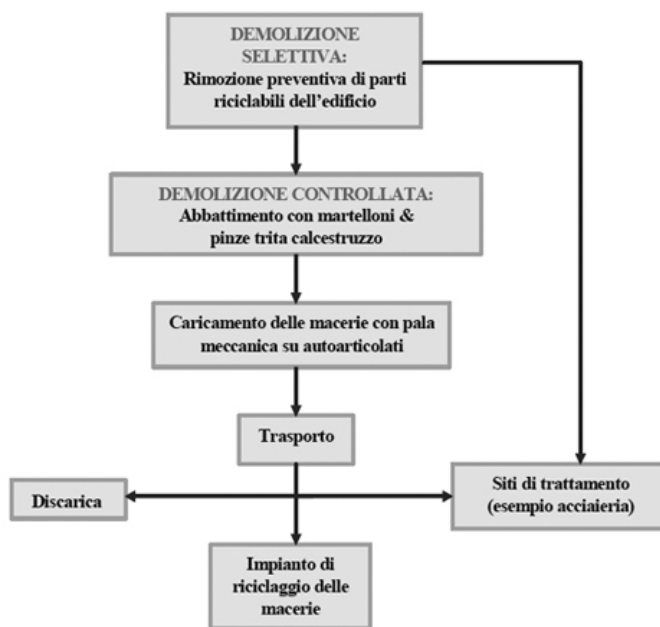 DEMOLIZIONE
SELETTIVA:
Rimozione preventiva di parti
riciclabili dell'edificio
DEMOLIZIONE CONTROLLATA:
Abbattimento con martelloni &
pinze trita calcestruzzo
Caricamento delle macerie con pala
meccanica su autoarticolati
Trasporto
Discarica
Siti di trattamento
(esempio acciaieria)
Impianto di
riciclaggio delle
macerie